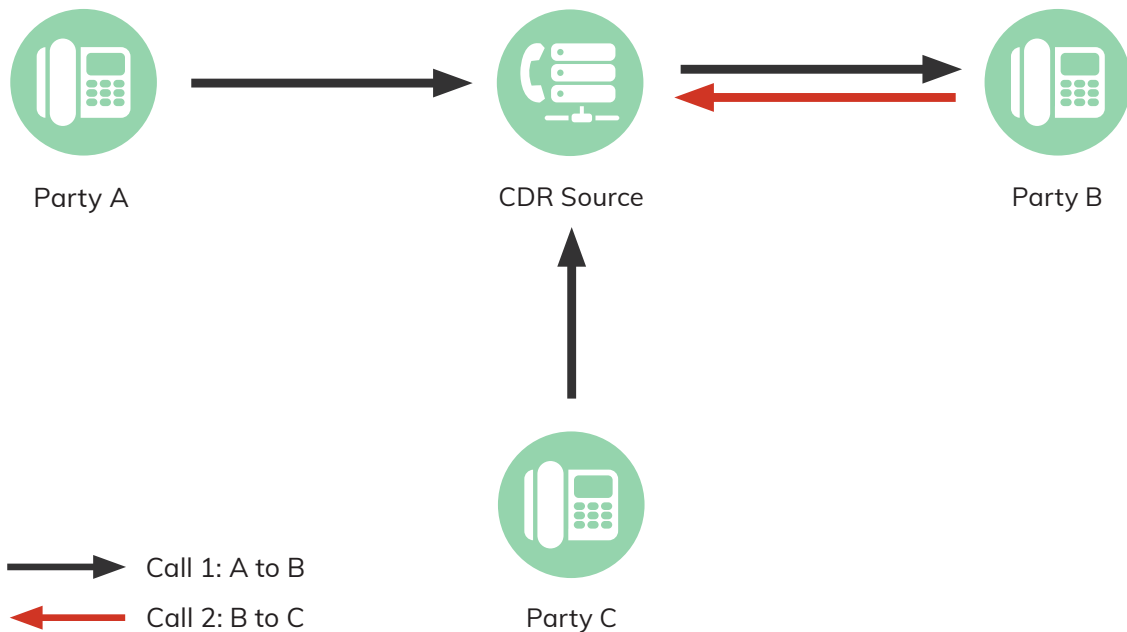 Party A
CDR Source
Party B
Call 1: A to B
Call 2: B to C
Party C